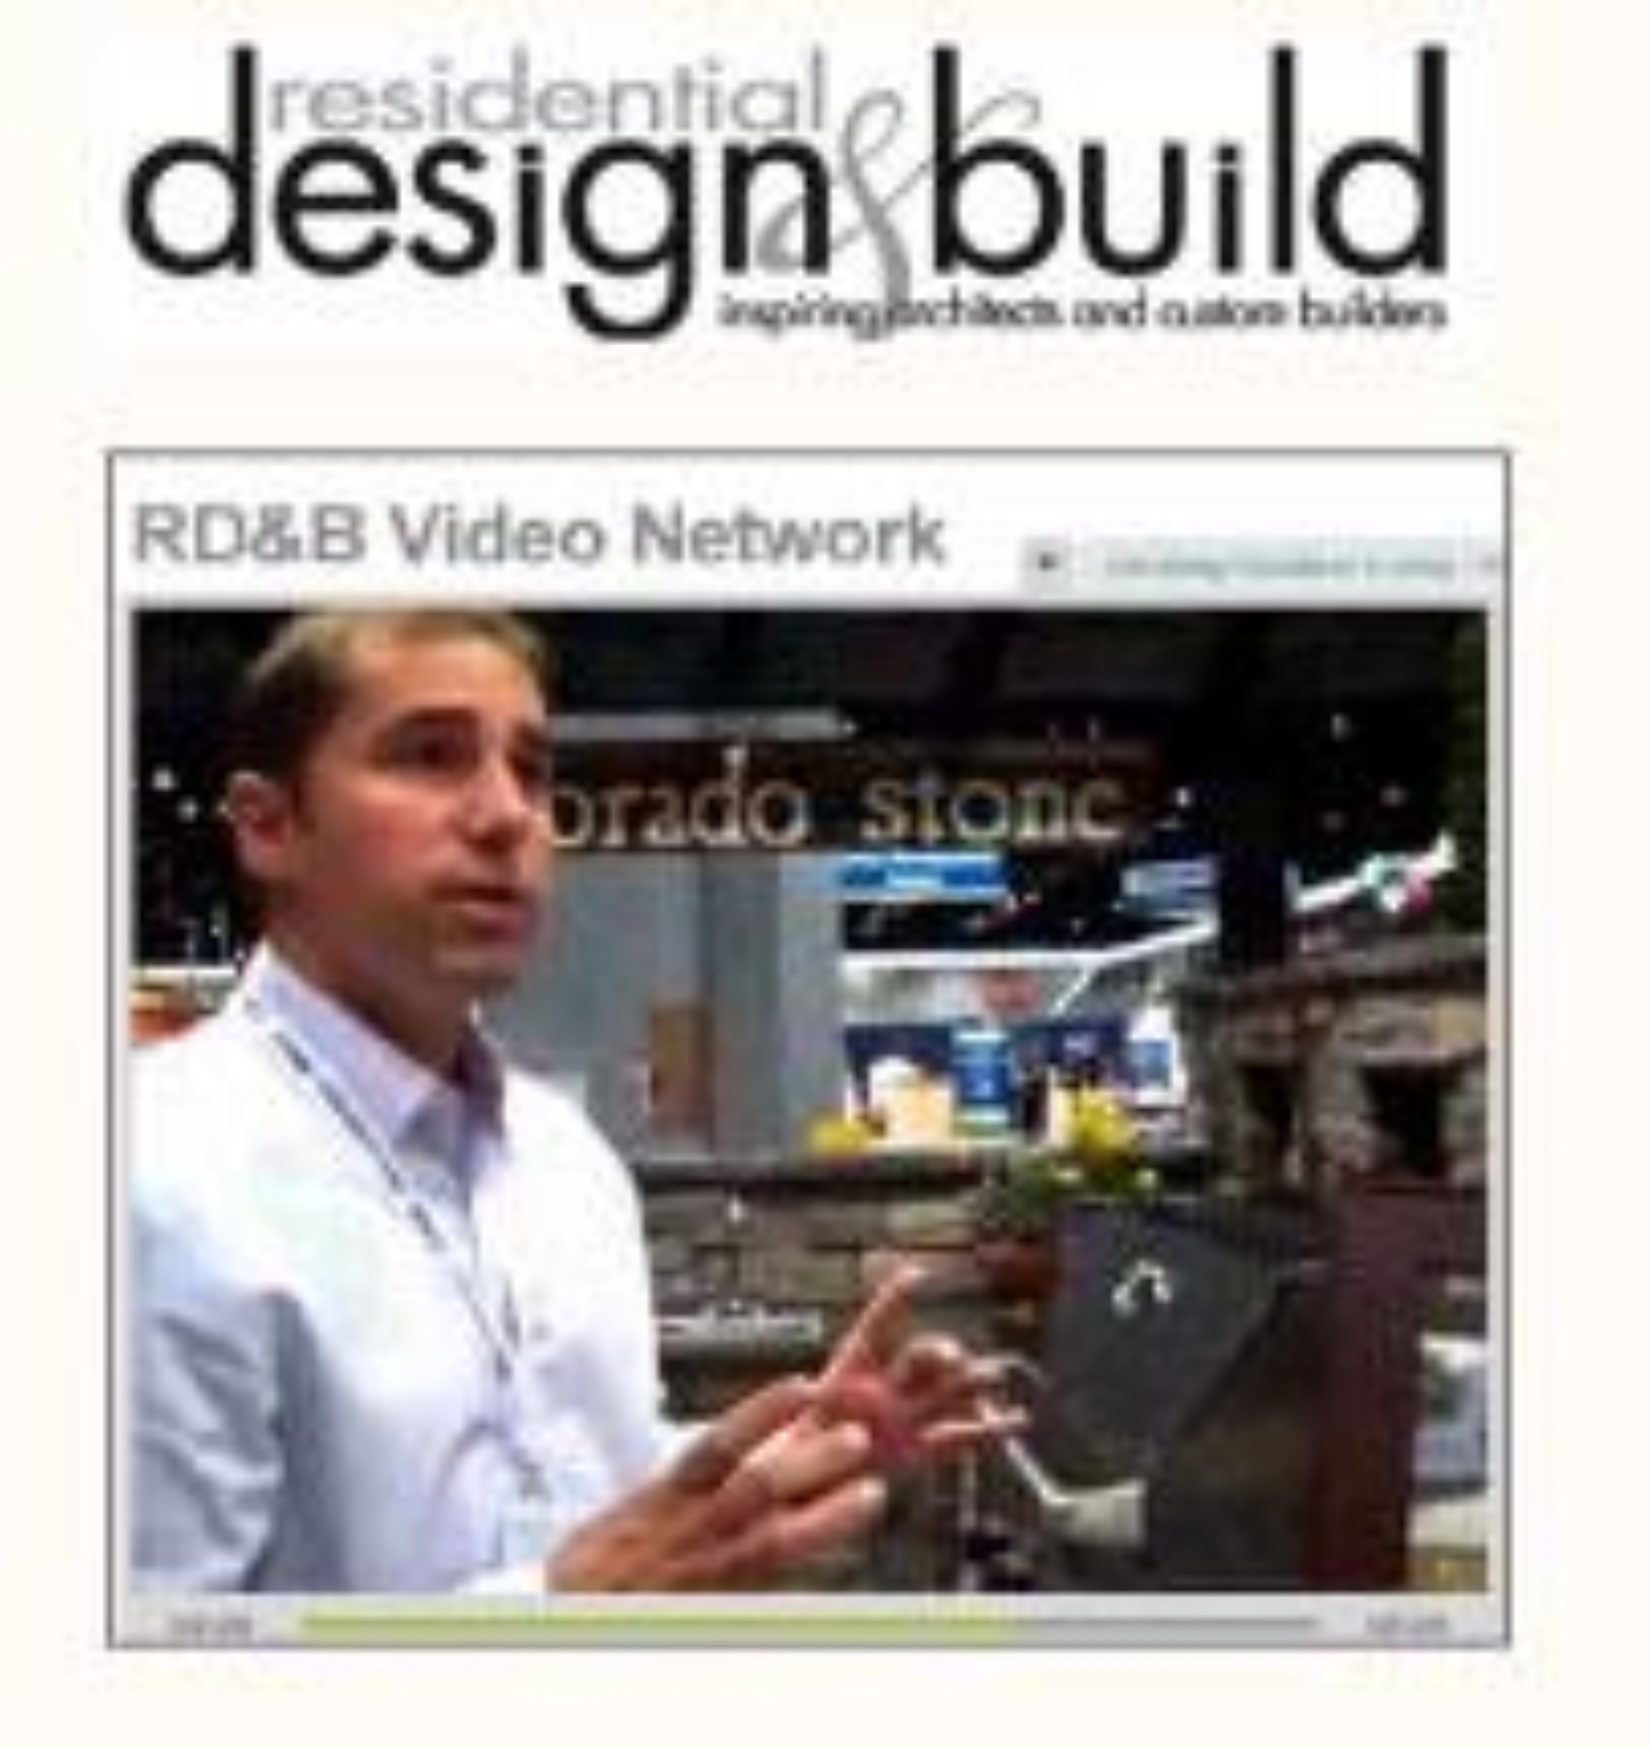 residential
design & build
inspiring architects and custom builders
RD&B Video Network
orado stone